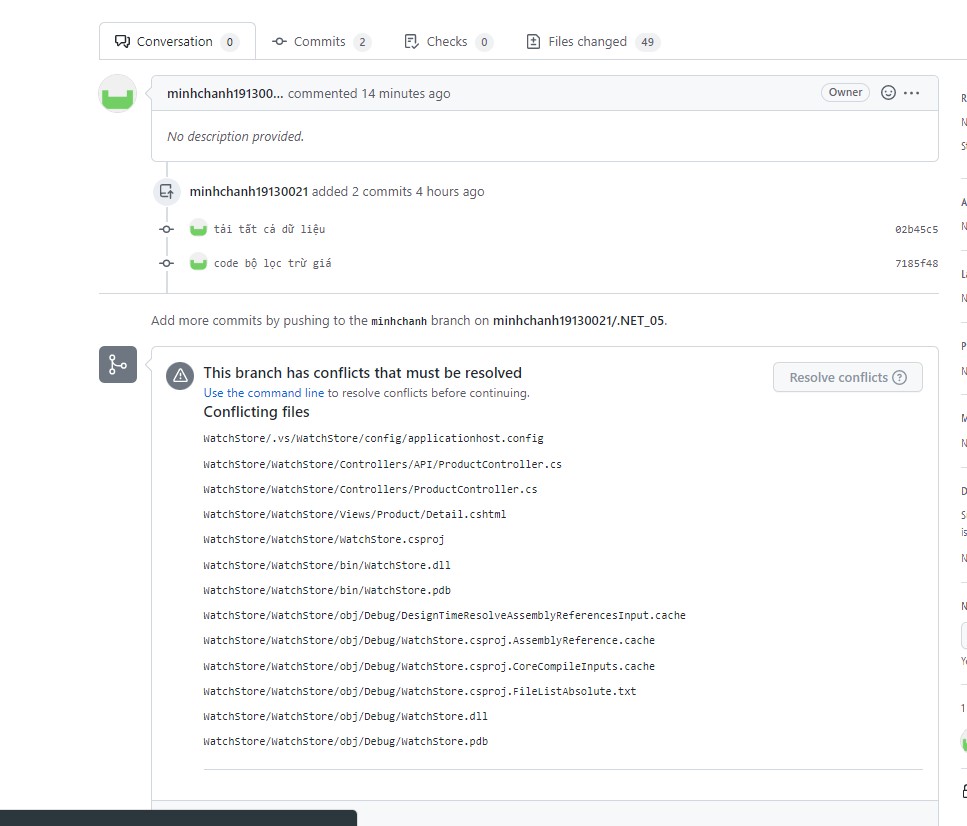 Conversation 0 Commits 2 Checks 0 Files changed 49
minhchanh191300... commented 14 minutes ago Owner ...
No description provided.
minhchanh19130021 added 2 commits 4 hours ago
tải tất cả dữ liệu 02b45c5
code bộ lọc trừ giá 7185f48
Add more commits by pushing to the minhchanh branch on minhchanh19130021/.NET_05.
This branch has conflicts that must be resolved
Resolve conflicts ?
Use the command line to resolve conflicts before continuing.
Conflicting files
WatchStore/.vs/WatchStore/config/applicationhost.config
WatchStore/WatchStore/Controllers/API/ProductController.cs
WatchStore/WatchStore/Controllers/ProductController.cs
WatchStore/WatchStore/Views/Product/Detail.cshtml
WatchStore/WatchStore/WatchStore.csproj
WatchStore/WatchStore/bin/WatchStore.dll
WatchStore/WatchStore/bin/WatchStore.pdb
WatchStore/WatchStore/obj/Debug/DesignTimeResolveAssemblyReferencesInput.cache
WatchStore/WatchStore/obj/Debug/WatchStore.csproj.AssemblyReference.cache
WatchStore/WatchStore/obj/Debug/WatchStore.csproj.CoreCompileInputs.cache
WatchStore/WatchStore/obj/Debug/WatchStore.csproj.FileListAbsolute.txt
WatchStore/WatchStore/obj/Debug/WatchStore.dll
WatchStore/WatchStore/obj/Debug/WatchStore.pdb